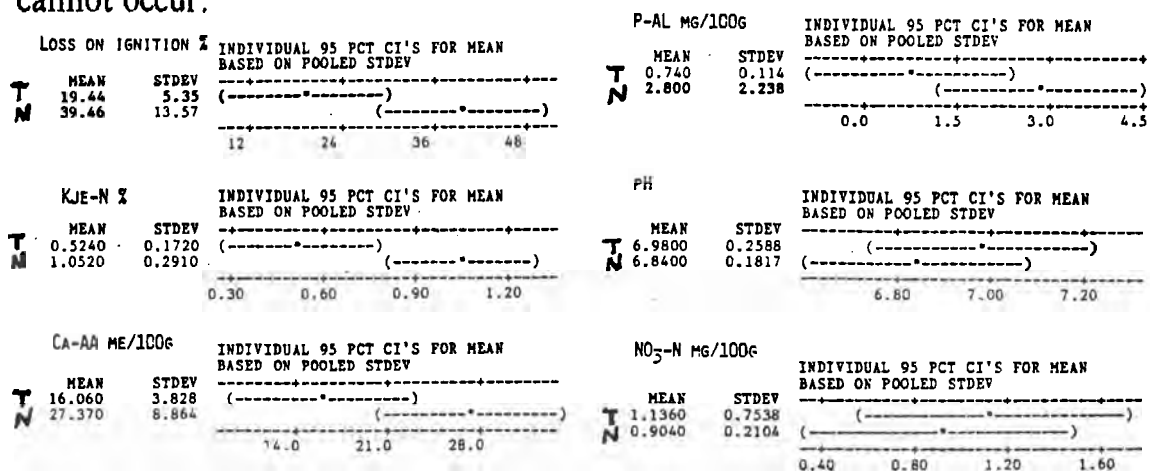 cannot occur.
LOSS ON IGNITION %
INDIVIDUAL 95 PCT CI'S FOR MEAN
BASED ON POOLED STDEV
MEAN STDEV
T 19.44 5.35
N 39.46 13.57
12 24 36 48
KJE-N %
INDIVIDUAL 95 PCT CI'S FOR MEAN
BASED ON POOLED STDEV
MEAN STDEV
T 0.5240 0.1720
N 1.0520 0.2910
0.30 0.60 0.90 1.20
CA-AA ME/100G
INDIVIDUAL 95 PCT CI'S FOR MEAN
BASED ON POOLED STDEV
MEAN STDEV
T 16.060 3.828
N 27.370 8.864
14.0 21.0 28.0
P-AL MG/100G
INDIVIDUAL 95 PCT CI'S FOR MEAN
BASED ON POOLED STDEV
MEAN STDEV
T 0.740 0.114
N 2.800 2.238
0.0 1.5 3.0 4.5
PH
INDIVIDUAL 95 PCT CI'S FOR MEAN
BASED ON POOLED STDEV
MEAN STDEV
T 6.9800 0.2588
N 6.8400 0.1817
6.80 7.00 7.20
NO3-N MG/100G
INDIVIDUAL 95 PCT CI'S FOR MEAN
BASED ON POOLED STDEV
MEAN STDEV
T 1.1360 0.7538
N 0.9040 0.2104
0.40 0.80 1.20 1.60